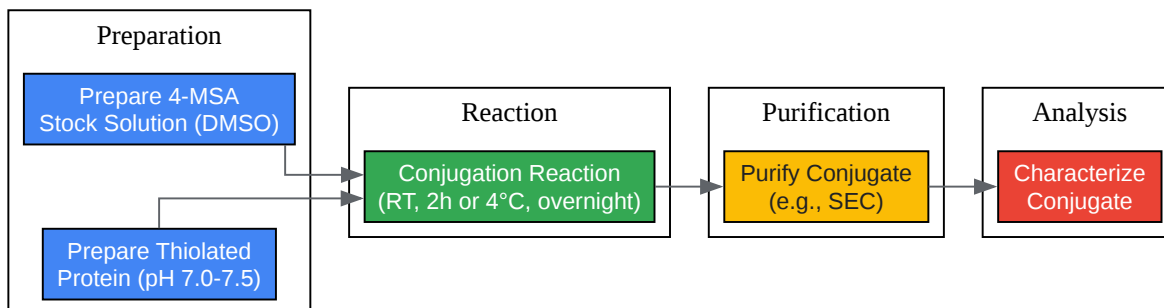 Preparation
Prepare 4-MSA
Stock Solution (DMSO)
Prepare Thiolated
Protein (pH 7.0-7.5)
Reaction
Conjugation Reaction
(RT, 2h or 4°C, overnight)
Purification
Purify Conjugate
(e.g., SEC)
Analysis
Characterize
Conjugate